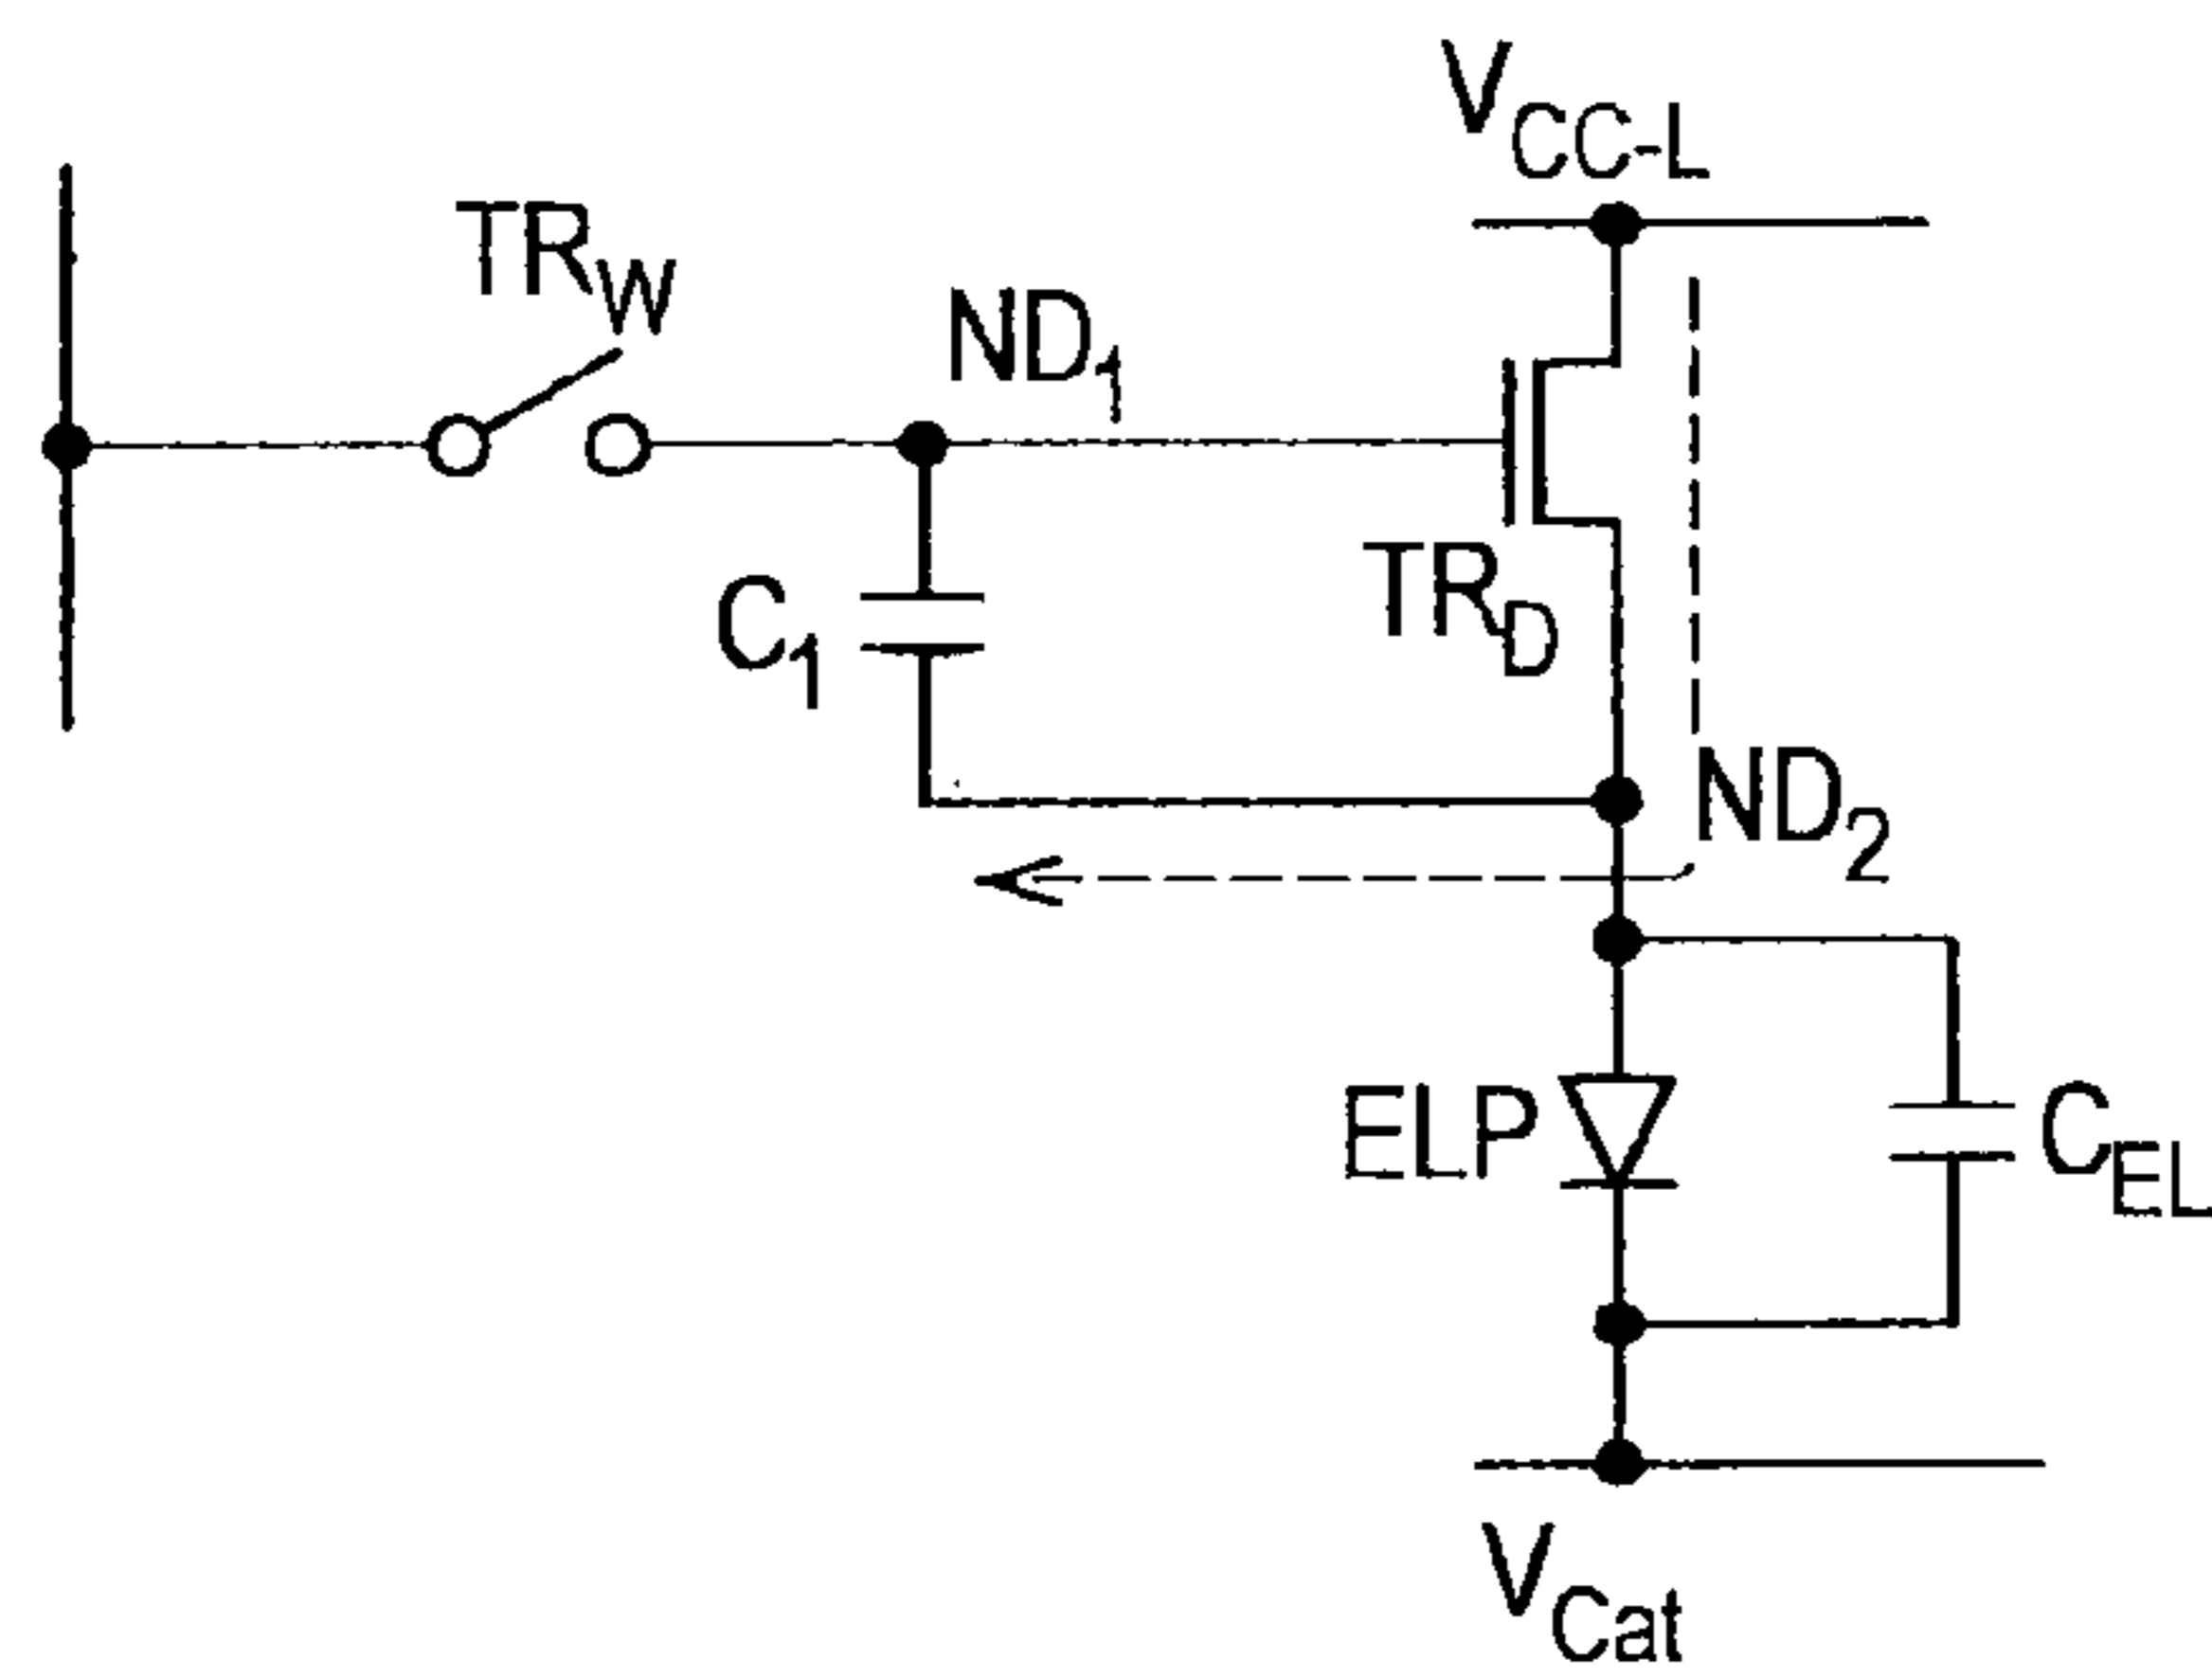 V_CC-L
TR_W
ND_1
C_1
TR_D
ND_2
ELP
C_EL
V_Cat